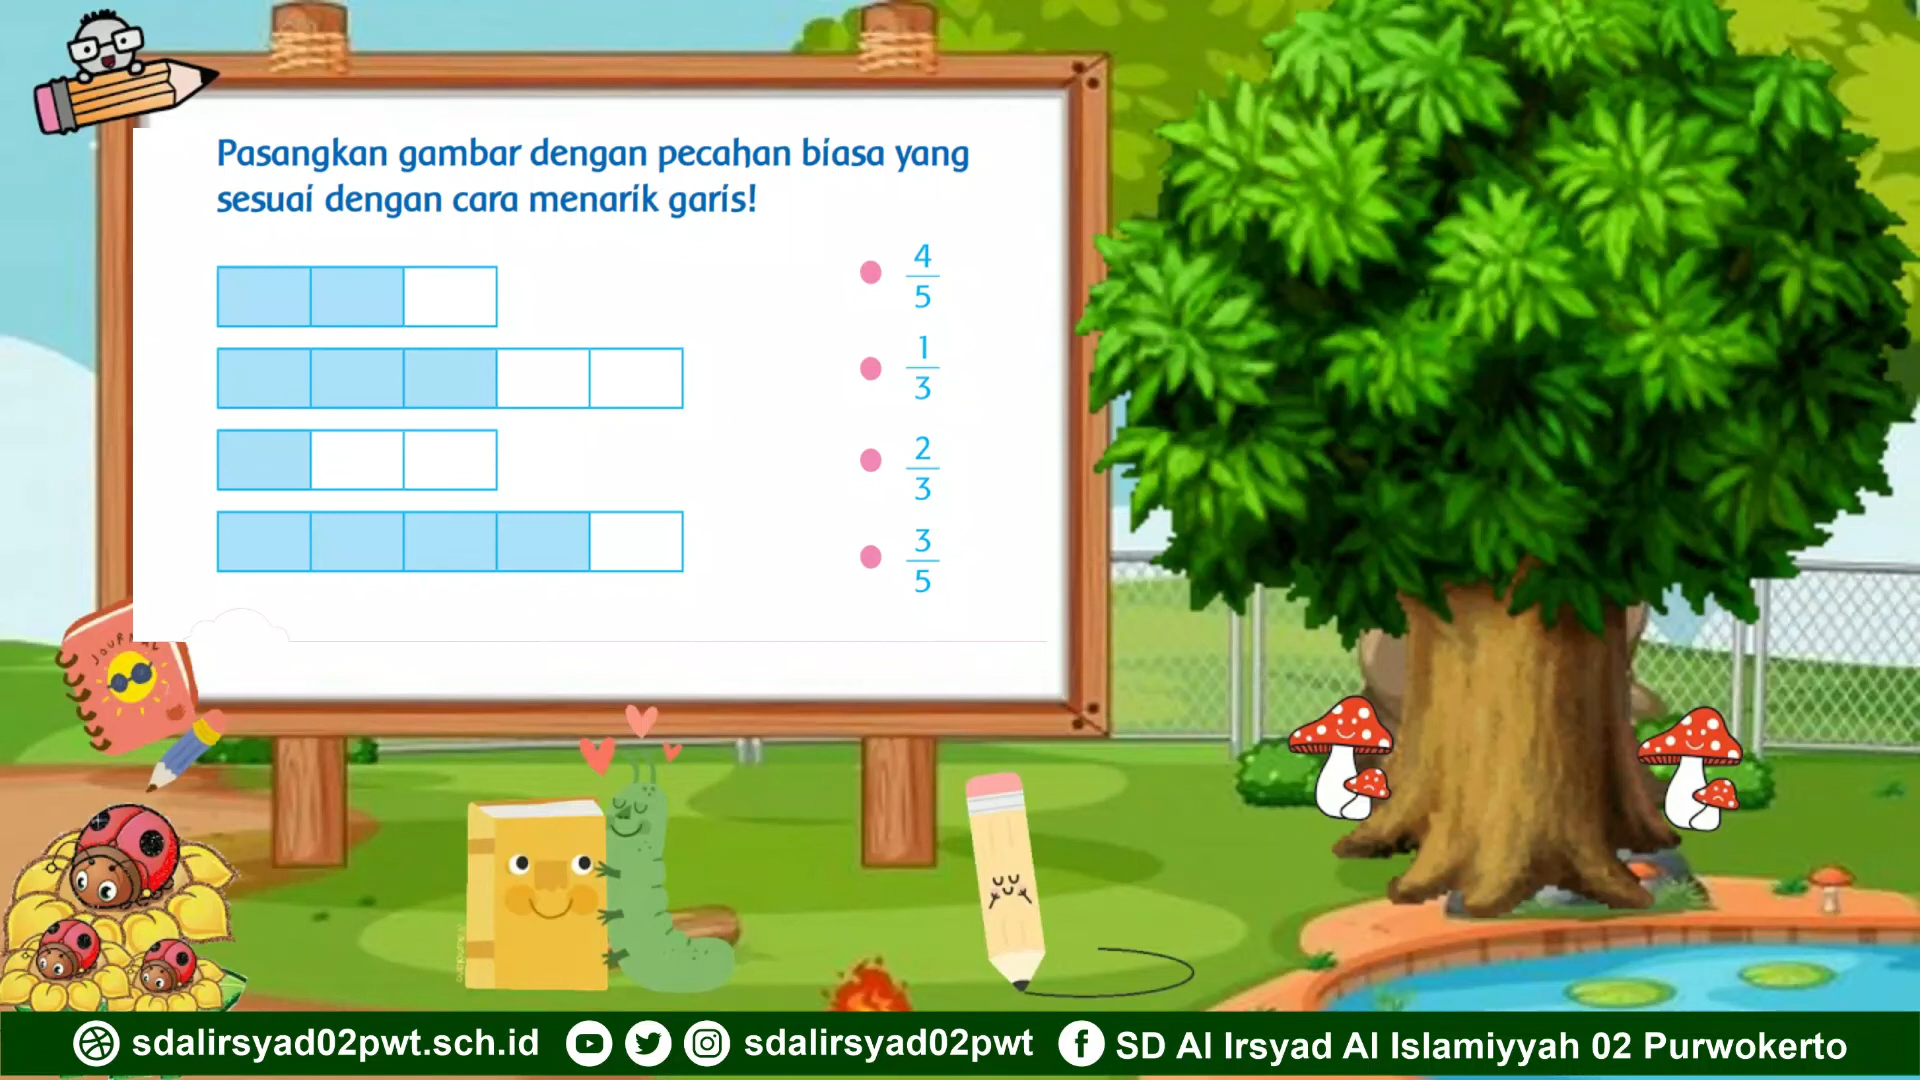 Pasangkan gambar dengan pecahan biasa yang
sesuai dengan cara menarik garis!
4/5
1/3
2/3
3/5
JOURNAL
sdalirsyad02pwt.sch.id sdalirsyad02pwt SD Al Irsyad Al Islamiyyah 02 Purwokerto